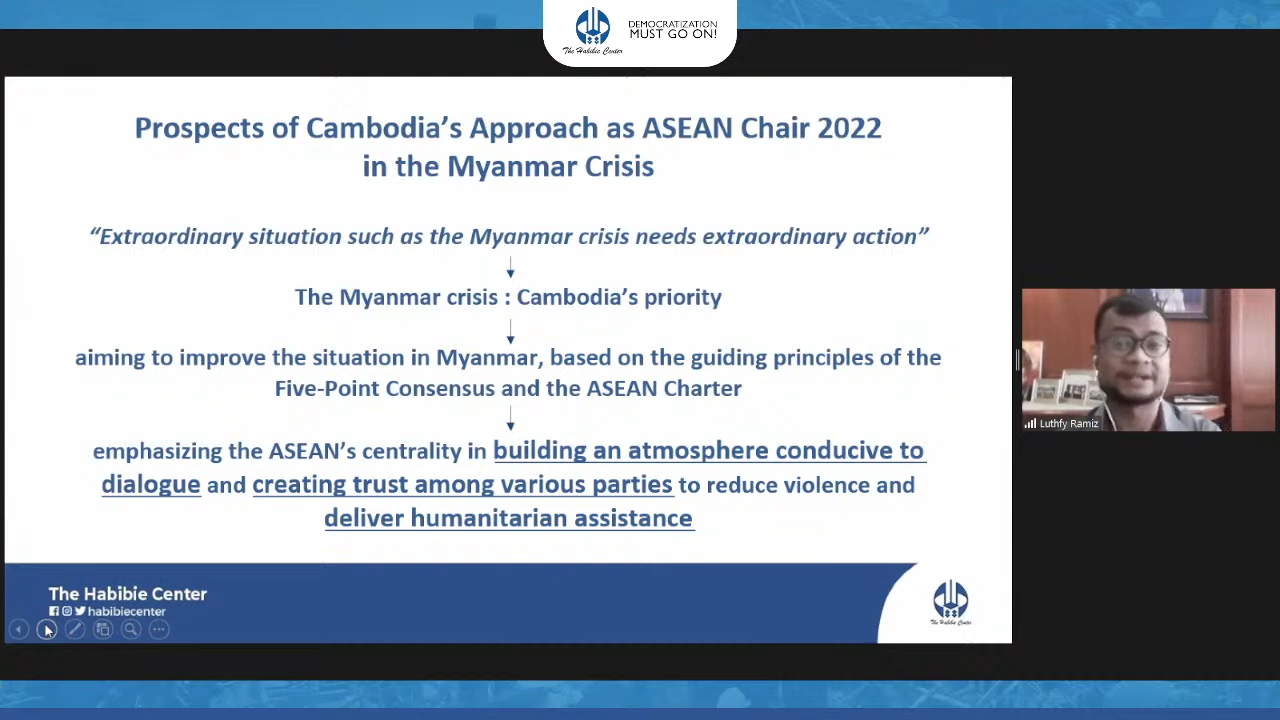 The Habibie Center
DEMOCRATIZATION
MUST GO ON!
Prospects of Cambodia's Approach as ASEAN Chair 2022
in the Myanmar Crisis
“Extraordinary situation such as the Myanmar crisis needs extraordinary action”
The Myanmar crisis : Cambodia's priority
aiming to improve the situation in Myanmar, based on the guiding principles of the
Five-Point Consensus and the ASEAN Charter
emphasizing the ASEAN's centrality in building an atmosphere conducive to
dialogue and creating trust among various parties to reduce violence and
deliver humanitarian assistance
Luthfy Ramiz
The Habibie Center
habibiecenter
The Habibie Center